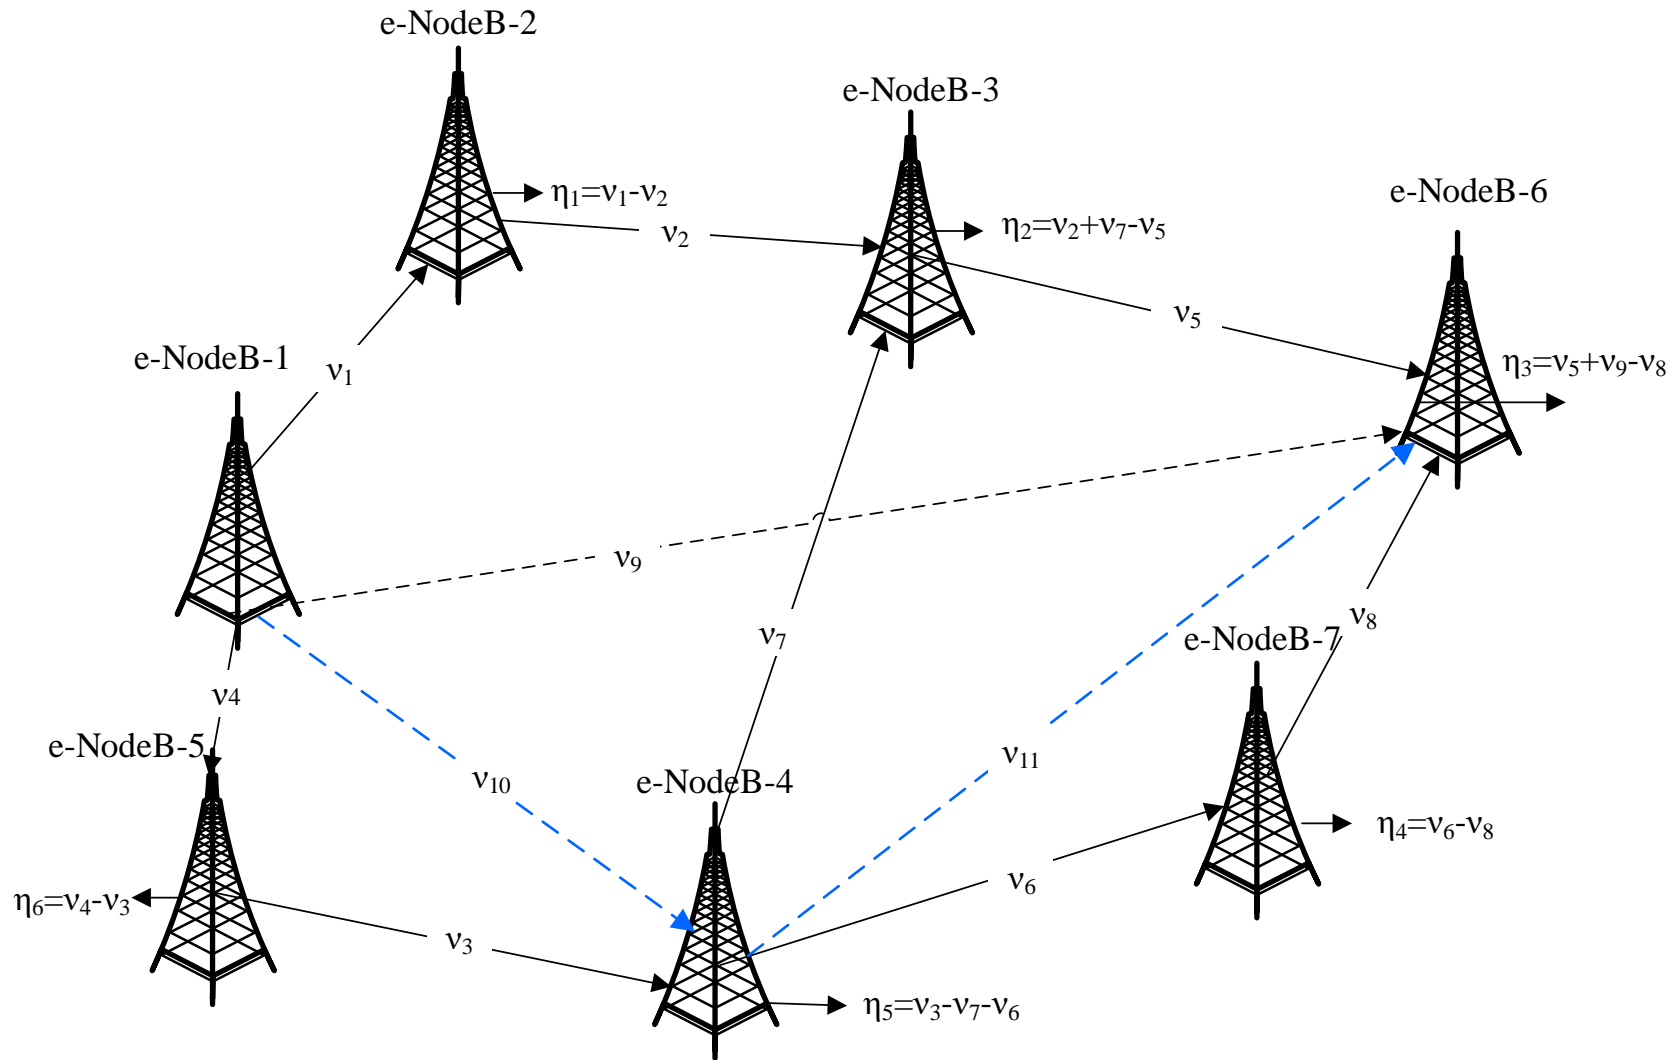 e-NodeB-2
e-NodeB-3
e-NodeB-6
η₁=ν₁-ν₂
ν₂
η₂=ν₂+ν₇-ν₅
ν₅
e-NodeB-1
ν₁
η₃=ν₅+ν₉-ν₈
ν₉
ν₇
ν₈
e-NodeB-7
ν4
e-NodeB-5
ν₁₀
e-NodeB-4
ν₁₁
η₄=ν₆-ν₈
ν₆
η₆=ν₄-ν₃
ν₃
η₅=ν₃-ν₇-ν₆